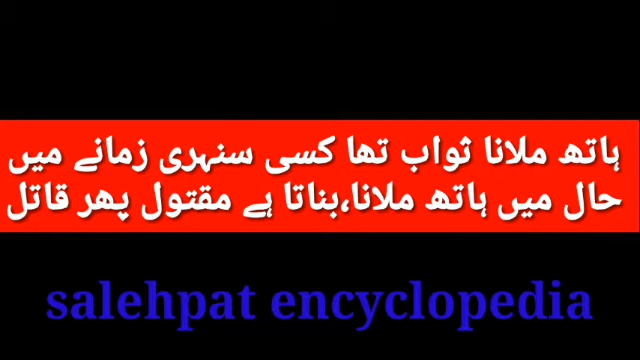 ہاتھ ملانا ثواب تھا کسی سنہری زمانے میں
حال میں ہاتھ ملانا،بناتا ہے مقتول پھر قاتل
salehpat encyclopedia